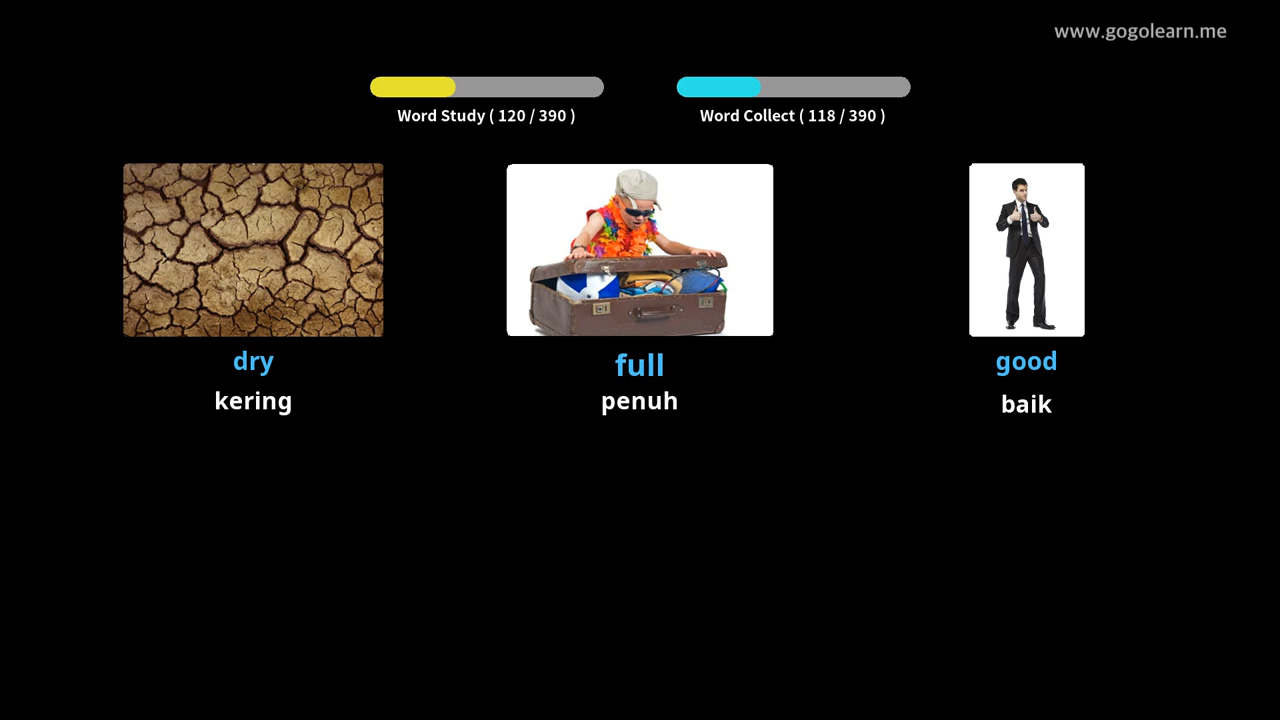 www.gogolearn.me
Word Study ( 120 / 390 )
Word Collect ( 118 / 390 )
dry
kering
full
penuh
good
baik